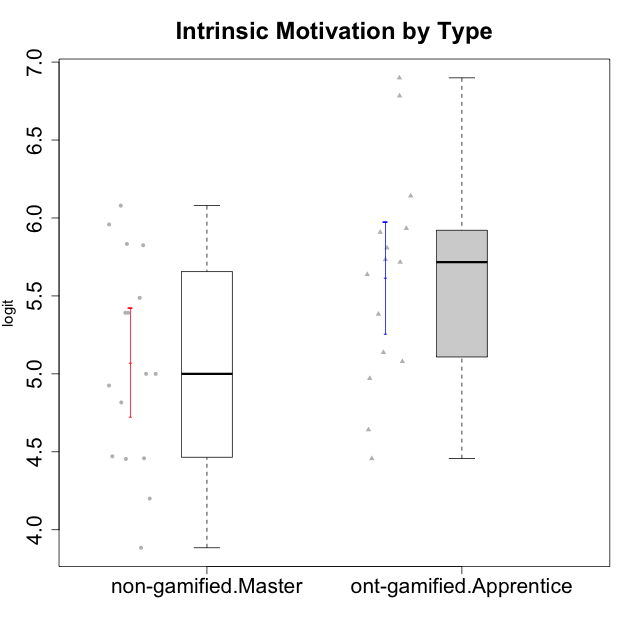 Intrinsic Motivation by Type
7.0
6.5
6.0
5.5
5.0
4.5
4.0
logit
non-gamified.Master
ont-gamified.Apprentice